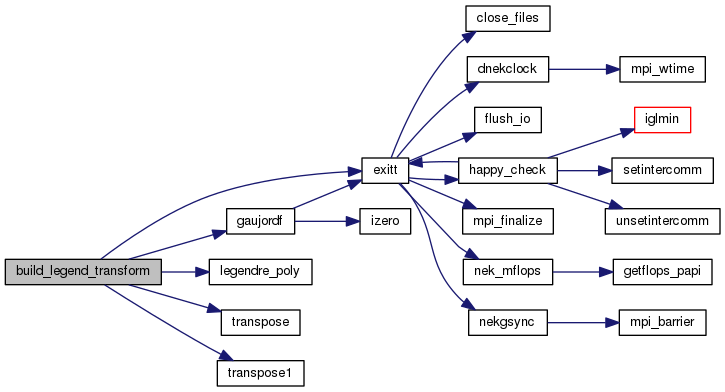 close_files
dnekclock
mpi_wtime
flush_io
iglmin
exitt
happy_check
setintercomm
gaujordf
izero
mpi_finalize
unsetintercomm
build_legend_transform
legendre_poly
nek_mflops
getflops_papi
transpose
nekgsync
mpi_barrier
transpose1